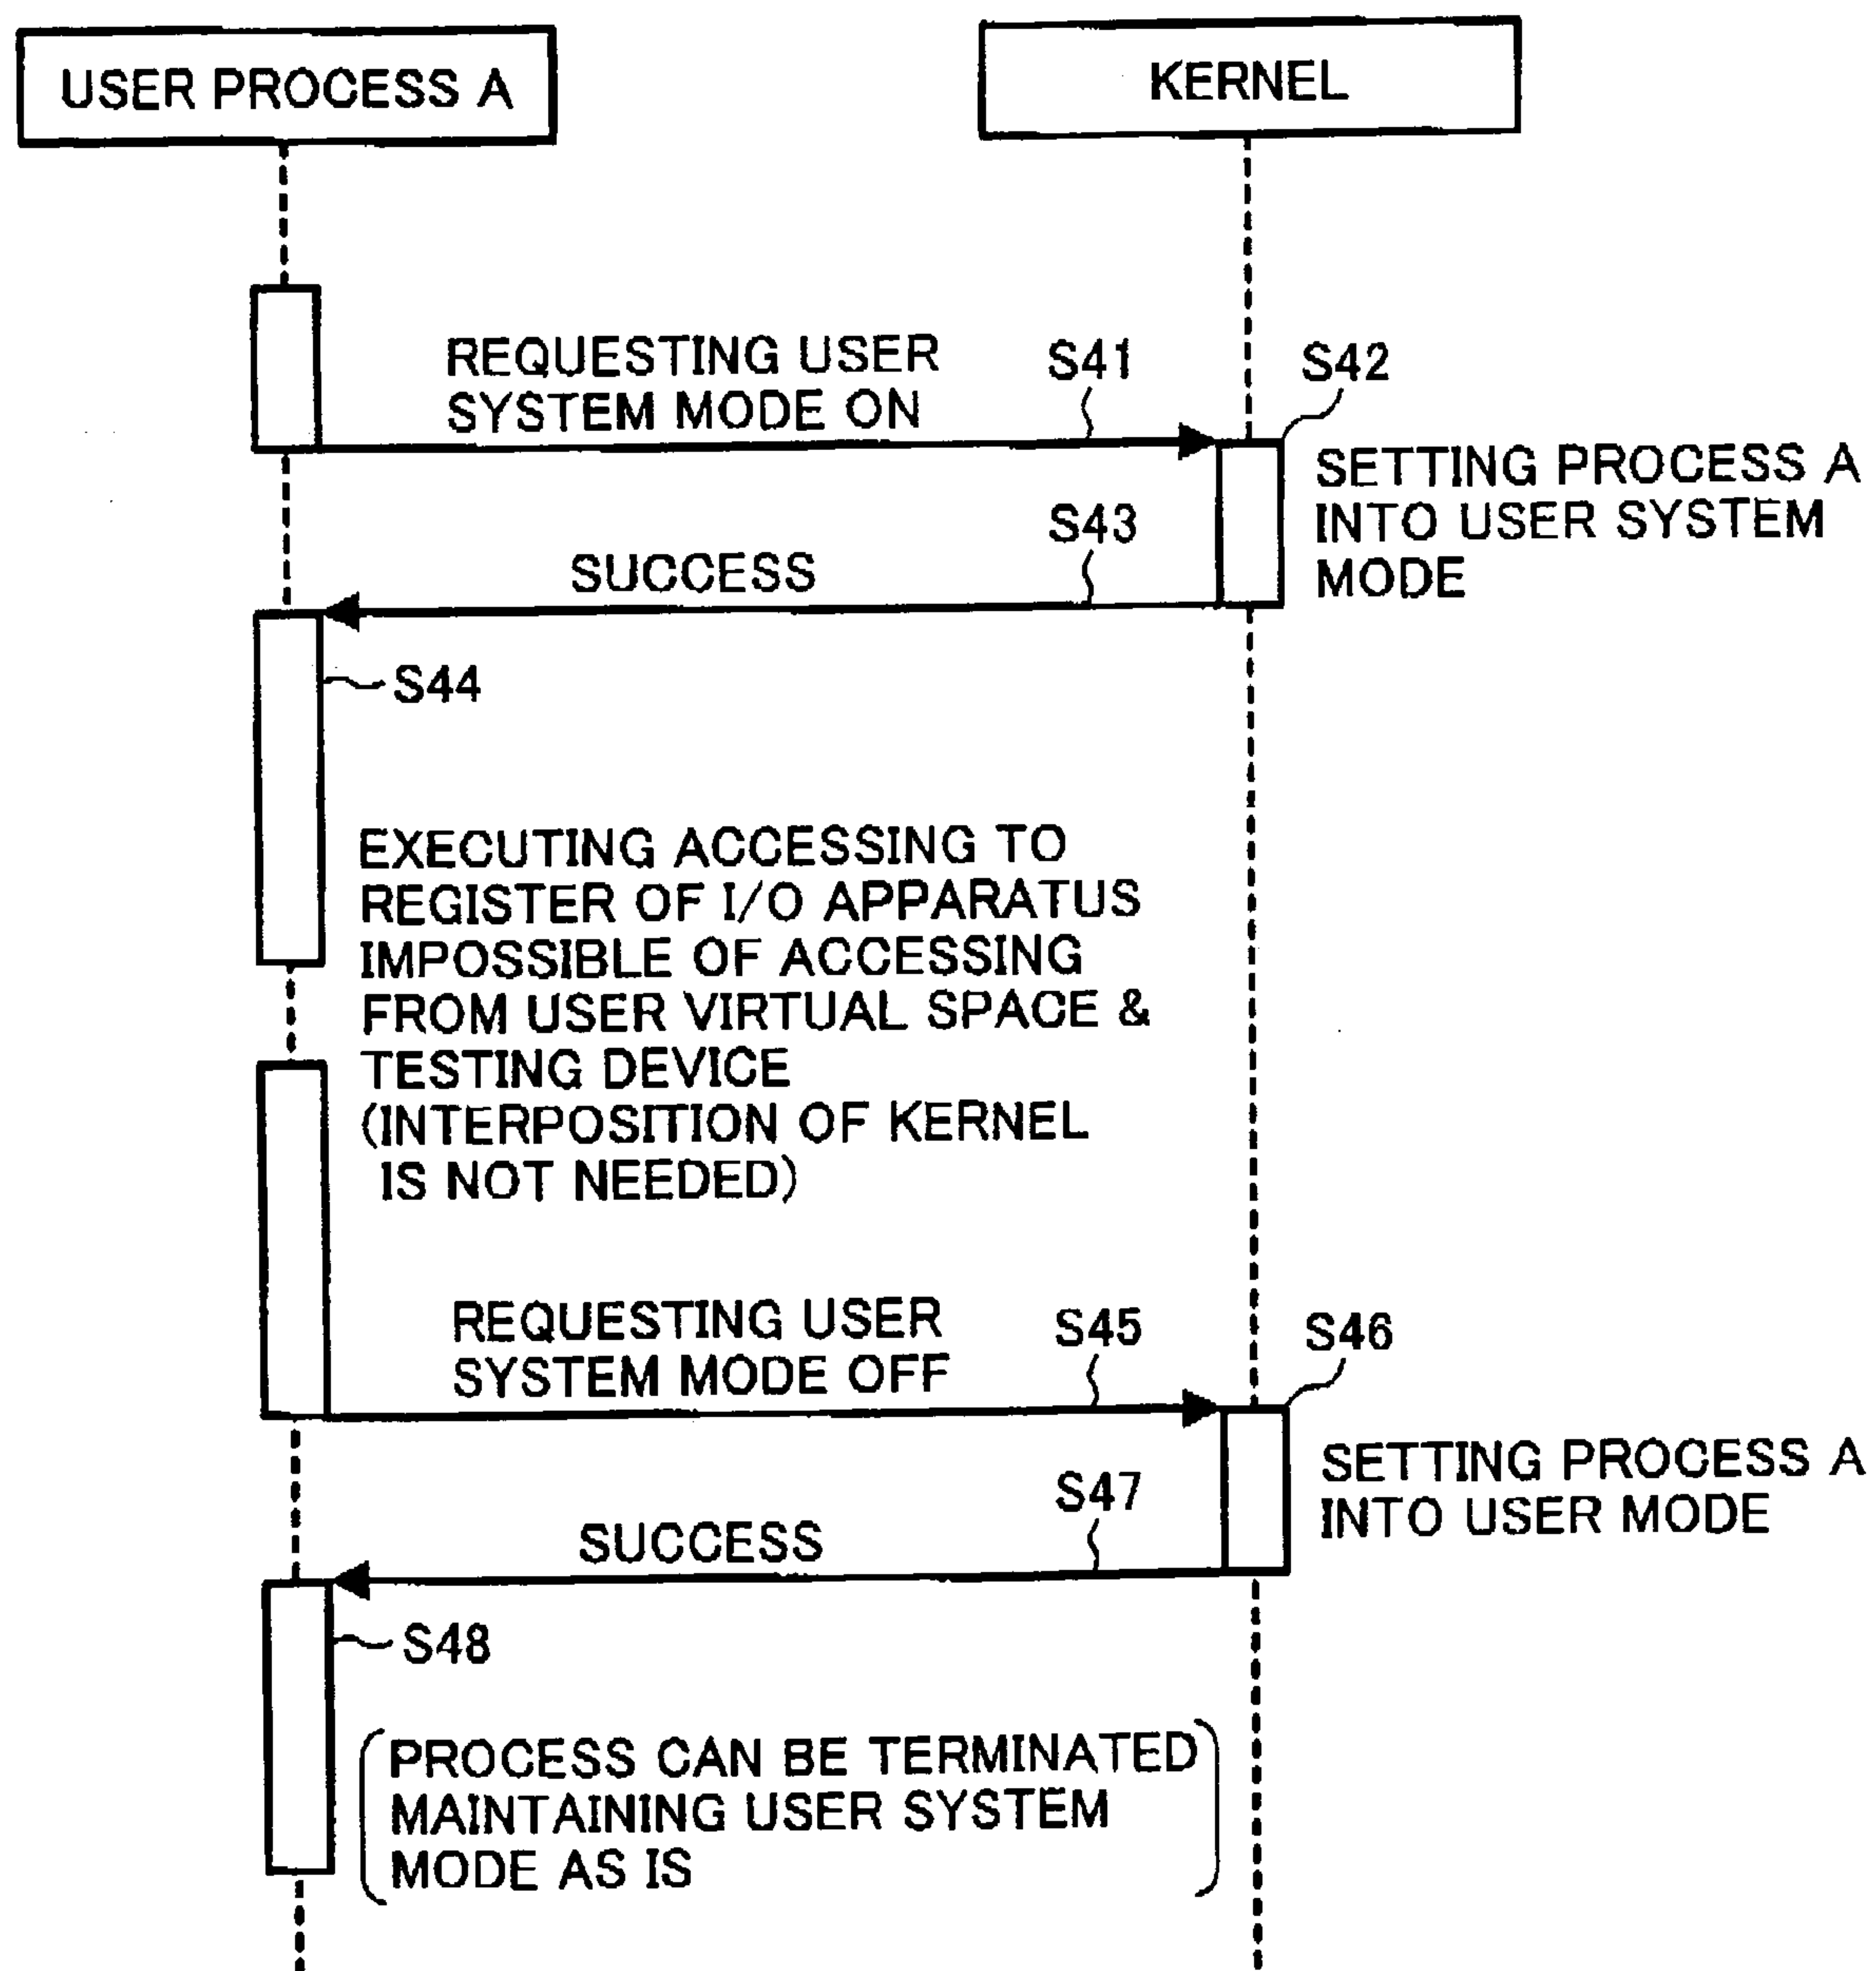 USER PROCESS A
KERNEL
REQUESTING USER
SYSTEM MODE ON
S41
S42
SETTING PROCESS A
INTO USER SYSTEM
MODE
S43
SUCCESS
S44
EXECUTING ACCESSING TO
REGISTER OF I/O APPARATUS
IMPOSSIBLE OF ACCESSING
FROM USER VIRTUAL SPACE &
TESTING DEVICE
(INTERPOSITION OF KERNEL
IS NOT NEEDED)
REQUESTING USER
SYSTEM MODE OFF
S45
S46
SETTING PROCESS A
INTO USER MODE
S47
SUCCESS
S48
(PROCESS CAN BE TERMINATED
MAINTAINING USER SYSTEM
MODE AS IS)